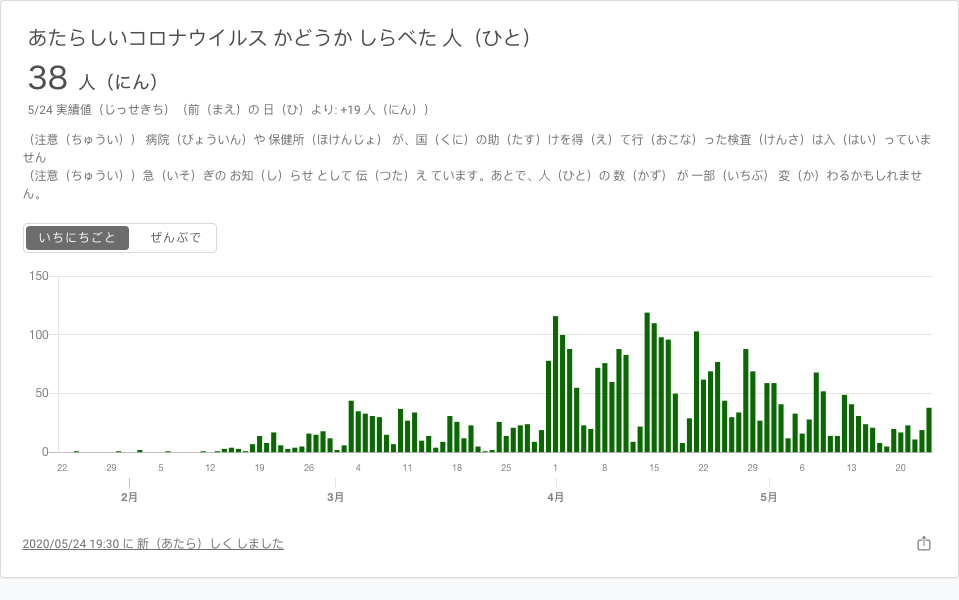 あたらしいコロナウイルス かどうか しらべた 人（ひと）
38 人（にん）
5/24 実績値（じっせきち）（前（まえ）の 日（ひ）より: +19 人（にん））
（注意（ちゅうい）） 病院（びょういん）や 保健所（ほけんじょ） が、国（くに）の助（たす）けを得（え）て行（おこな）った検査（けんさ）は入（はい）っていま
せん
（注意（ちゅうい））急（いそ）ぎの お知（し）らせ として 伝（つた）え ています。あとで、人（ひと）の 数（かず） が 一部（いちぶ） 変（か）わるかもしれませ
ん。
いちにちごと ぜんぶで
150
100
50
0
22 29 5 12 19 26 4 11 18 25 1 8 15 22 29 6 13 20
2月 3月 4月 5月
2020/05/24 19:30 に 新（あたら）しく しました